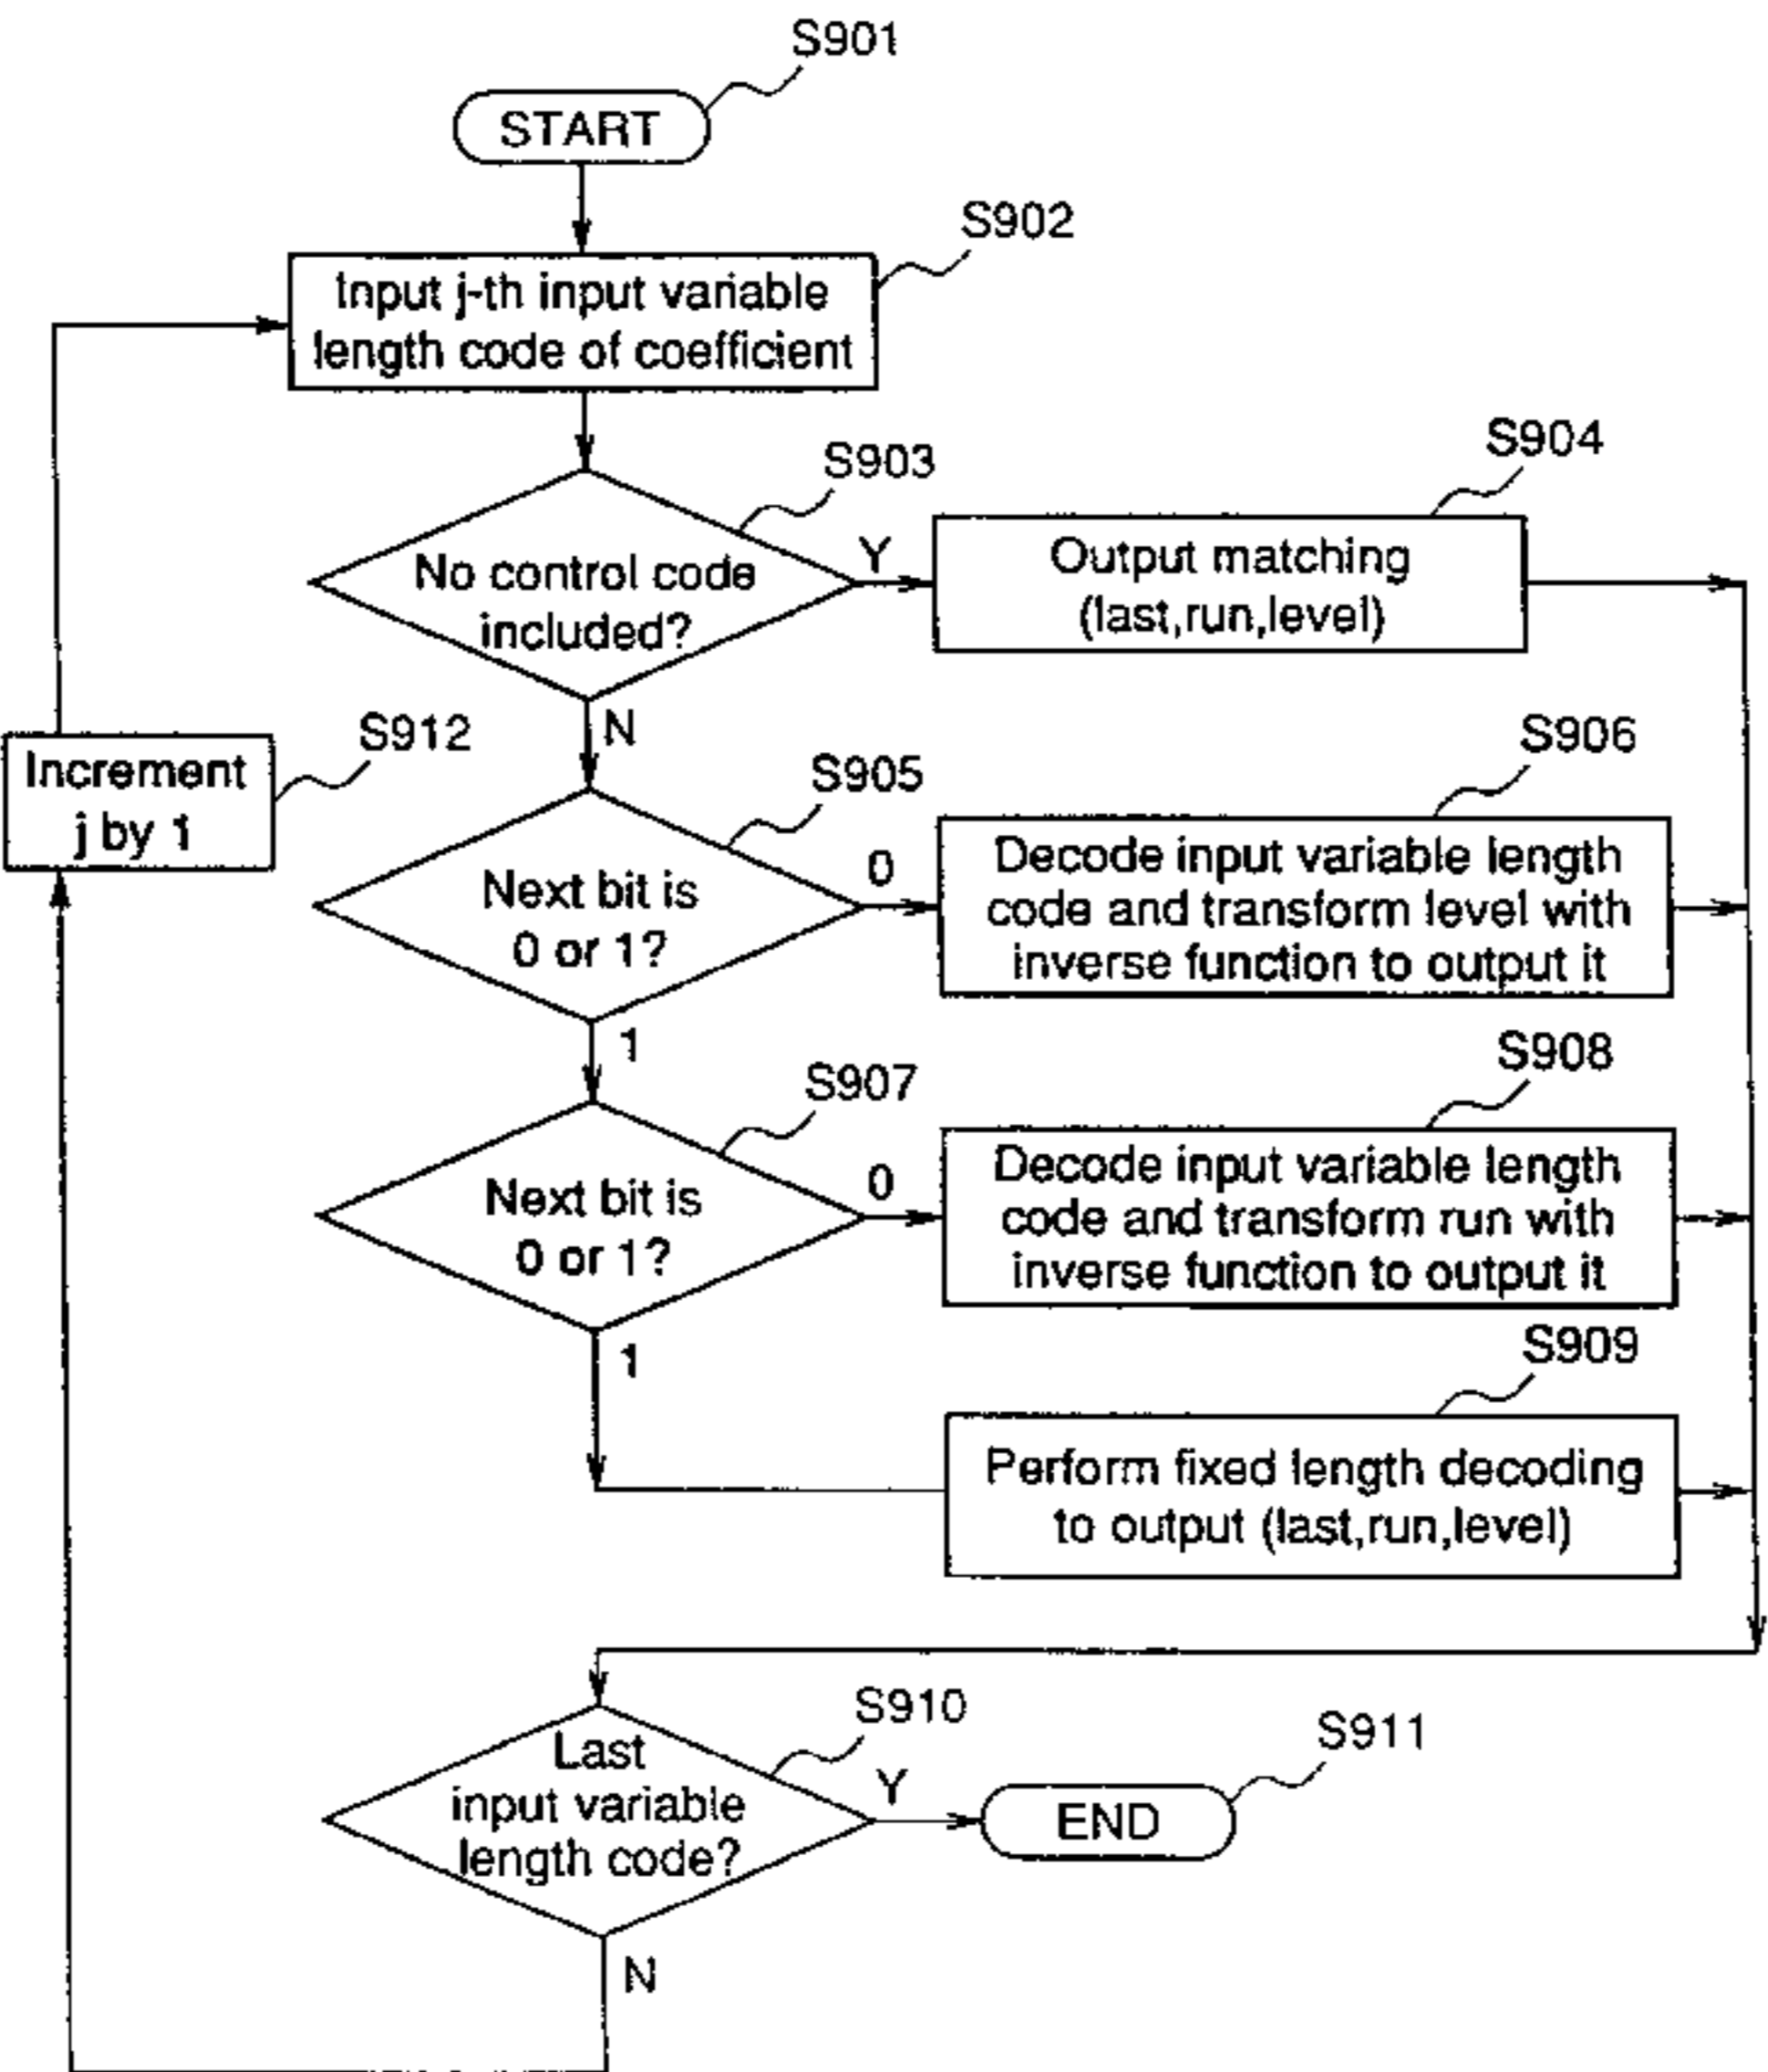 S901
START
S902
Input j-th input variable
length code of coefficient
S903
No control code
included?
Y
S904
Output matching
(last,run,level)
N
S912
Increment
j by 1
S905
Next bit is
0 or 1?
0
S906
Decode input variable length
code and transform level with
inverse function to output it
1
S907
Next bit is
0 or 1?
0
S908
Decode input variable length
code and transform run with
inverse function to output it
1
S909
Perform fixed length decoding
to output (last,run,level)
S910
Last
input variable
length code?
Y
S911
END
N